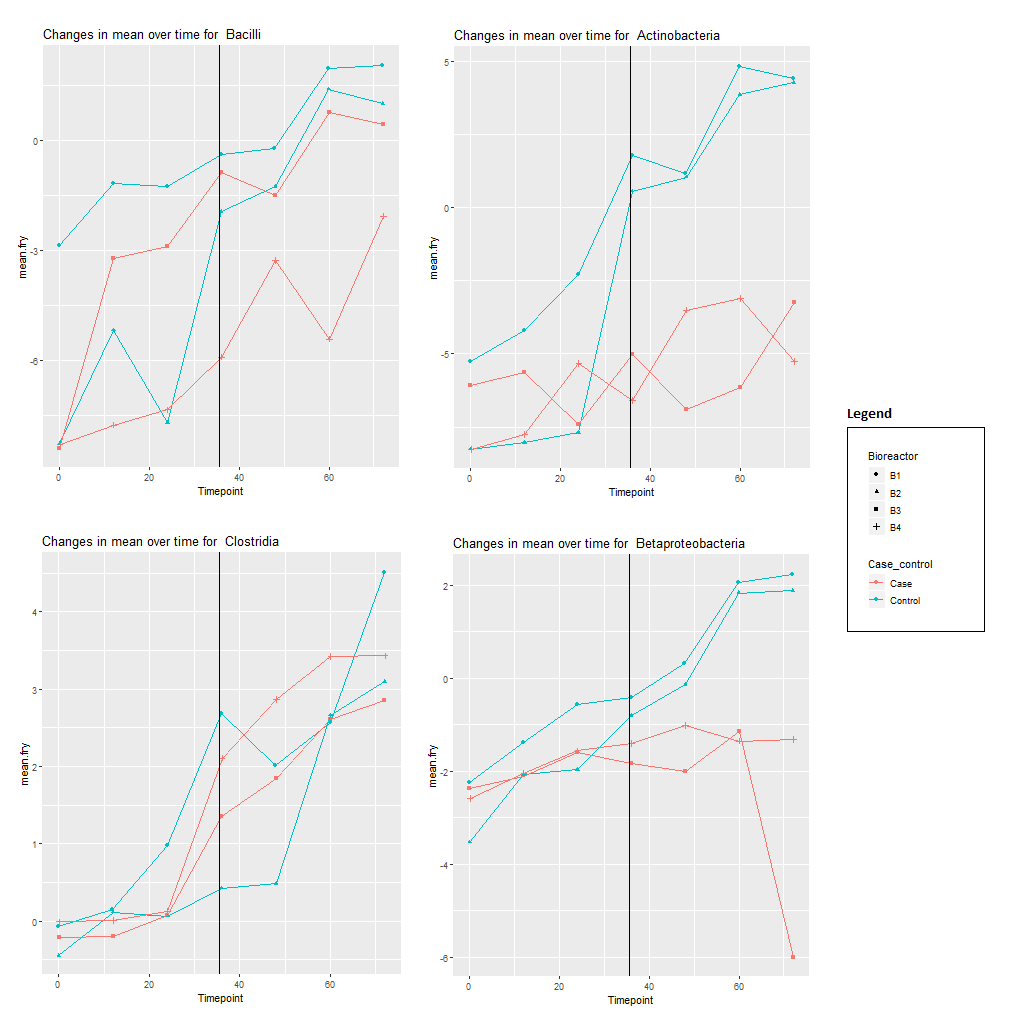 Changes in mean over time for  Bacilli
mean.fry
0
-3
-6
0
20
40
60
Timepoint
Changes in mean over time for  Actinobacteria
mean.fry
5
0
-5
0
20
40
60
Timepoint
Legend
Bioreactor
B1
B2
B3
B4
Case_control
Case
Control
Changes in mean over time for  Clostridia
mean.fry
4
3
2
1
0
0
20
40
60
Timepoint
Changes in mean over time for  Betaproteobacteria
mean.fry
2
0
-2
-4
-6
0
20
40
60
Timepoint